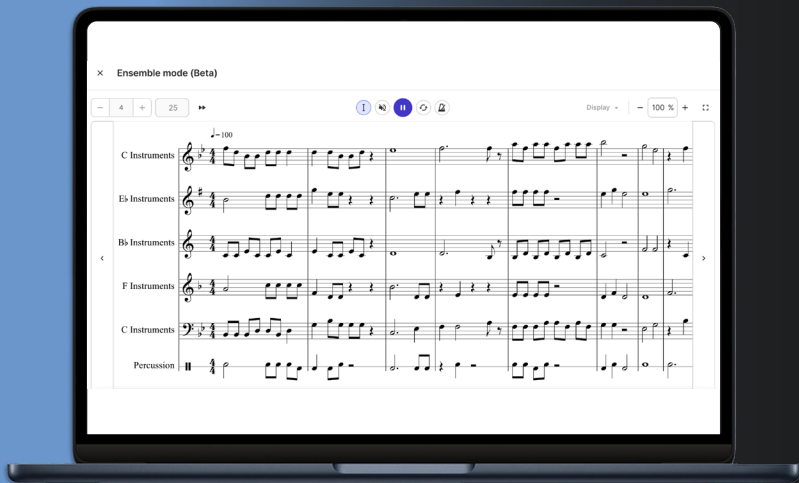 × Ensemble mode (Beta)
− 4 + 25
Display − 100 % +
♩=100
C Instruments
E♭ Instruments
B♭ Instruments
F Instruments
C Instruments
Percussion